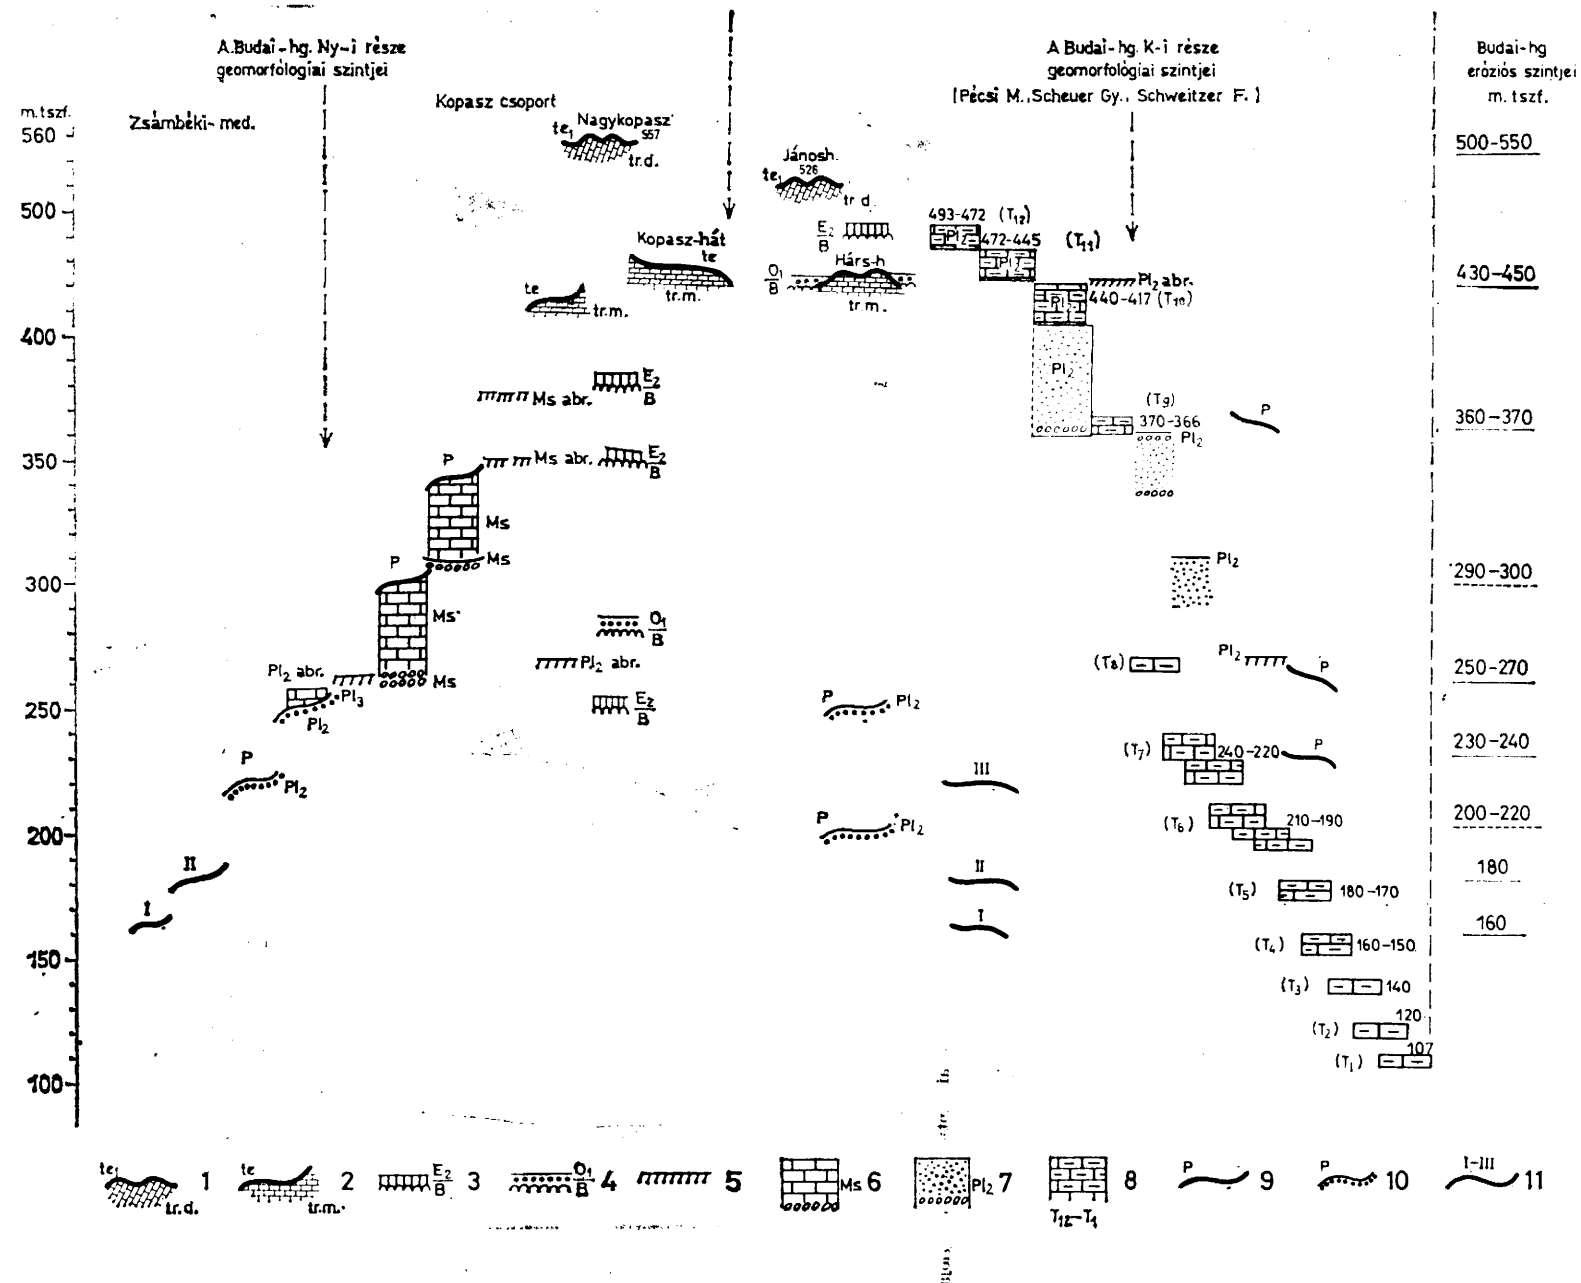 A.Budai-hg. Ny-i része
geomorfológiai szintjei
A Budai-hg. K-i része
geomorfológiai szintjei
(Pécsi M., Scheuer Gy., Schweitzer F.)
Budai-hg
eróziós szintjei
m. tszf.
m.tszf.
Zsámbéki-med.
Kopasz csoport
Nagykopasz
557
te₁
tr.d.
Jánosh.
526
te₁
tr d.
Kopasz-hát
te
tr.m.
te
tr.m.
E₂
B
O₁
B
Hárs-h
tr.m.
493-472 (T₁₂)
Pl₂
472-445 (T₁₁)
Pl₂
Pl₂ abr.
440-417 (T₁₀)
Pl₂
Pl₂
(T₉)
370-366
Pl₂
P
560
500
400
350
300
250
200
150
100
500-550
430-450
360-370
290-300
250-270
230-240
200-220
180
160
Ms abr.
E₂
B
Ms abr.
E₂
B
P
Ms
Ms
P
Ms
Ms
O₁
B
Pl₂ abr.
E₂
B
Pl₂ abr.
Pl₃
Pl₂
P
Pl₂
II
I
P
Pl₂
P
Pl₂
III
II
I
Pl₂
(T₈)
Pl₂
P
(T₇)
240-220
P
(T₆)
210-190
(T₅)
180-170
(T₄)
160-150
(T₃)
140
(T₂)
120
(T₁)
107
te₁
tr.d.
1
te
tr.m.
2
E₂
B
3
O₁
B
4
5
Ms 6
Pl₂ 7
T₁₂-T₁
8
P
9
P
10
I-III
11